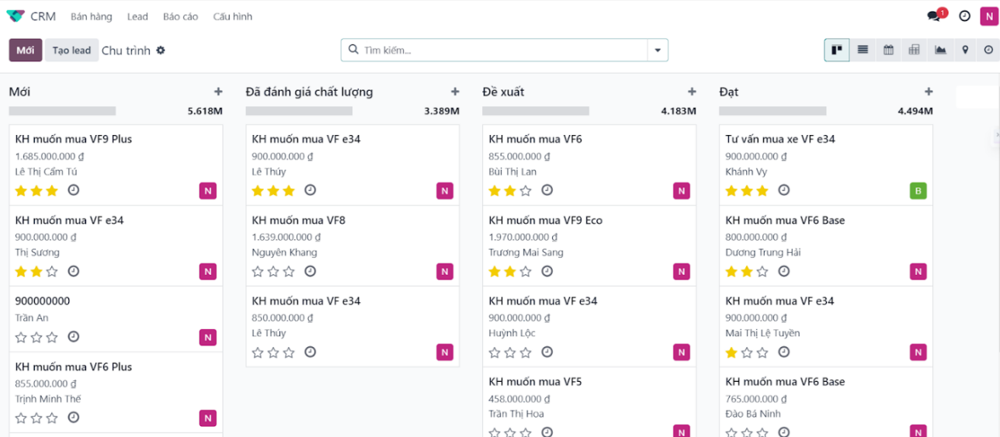 CRM Bán hàng Lead Báo cáo Cấu hình 1 N
Mới Tạo lead Chu trình Tìm kiếm...
Mới
5.618M
KH muốn mua VF9 Plus
1.685.000.000 ₫
Lê Thị Cẩm Tú
N
KH muốn mua VF e34
900.000.000 ₫
Thị Sương
N
900000000
Trần An
N
KH muốn mua VF6 Plus
855.000.000 ₫
Trịnh Minh Thế
N
Đã đánh giá chất lượng
3.389M
KH muốn mua VF e34
900.000.000 ₫
Lê Thúy
N
KH muốn mua VF8
1.639.000.000 ₫
Nguyên Khang
N
KH muốn mua VF e34
850.000.000 ₫
Lê Thúy
N
Đề xuất
4.183M
KH muốn mua VF6
855.000.000 ₫
Bùi Thị Lan
N
KH muốn mua VF9 Eco
1.970.000.000 ₫
Trương Mai Sang
N
KH muốn mua VF e34
900.000.000 ₫
Huỳnh Lộc
N
KH muốn mua VF5
458.000.000 ₫
Trần Thị Hoa
N
Đạt
4.494M
Tư vấn mua xe VF e34
900.000.000 ₫
Khánh Vy
B
KH muốn mua VF6 Base
800.000.000 ₫
Dương Trung Hải
N
KH muốn mua VF e34
900.000.000 ₫
Mai Thị Lệ Tuyền
N
KH muốn mua VF6 Base
765.000.000 ₫
Đào Bá Ninh
N